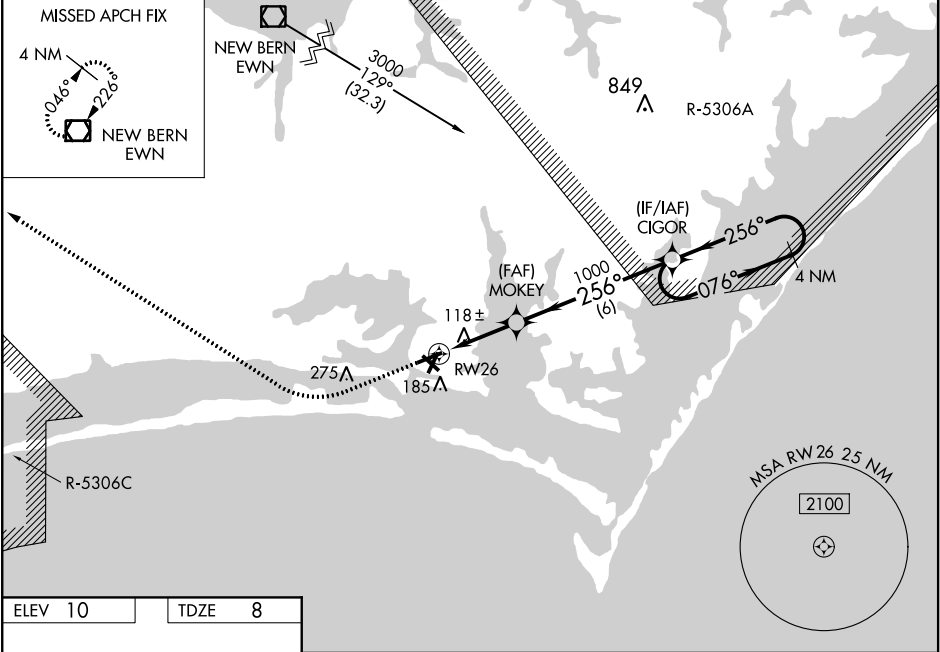 MISSED APCH FIX
4 NM
046°
226°
NEW BERN
EWN
NEW BERN
EWN
3000
129°
(32.3)
849
R-5306A
(IF/IAF)
CIGOR
256°
076°
4 NM
(FAF)
MOKEY
1000
256°
(6)
118±
RW26
275
185
R-5306C
MSA RW 26 25 NM
2100
ELEV 10
TDZE 8